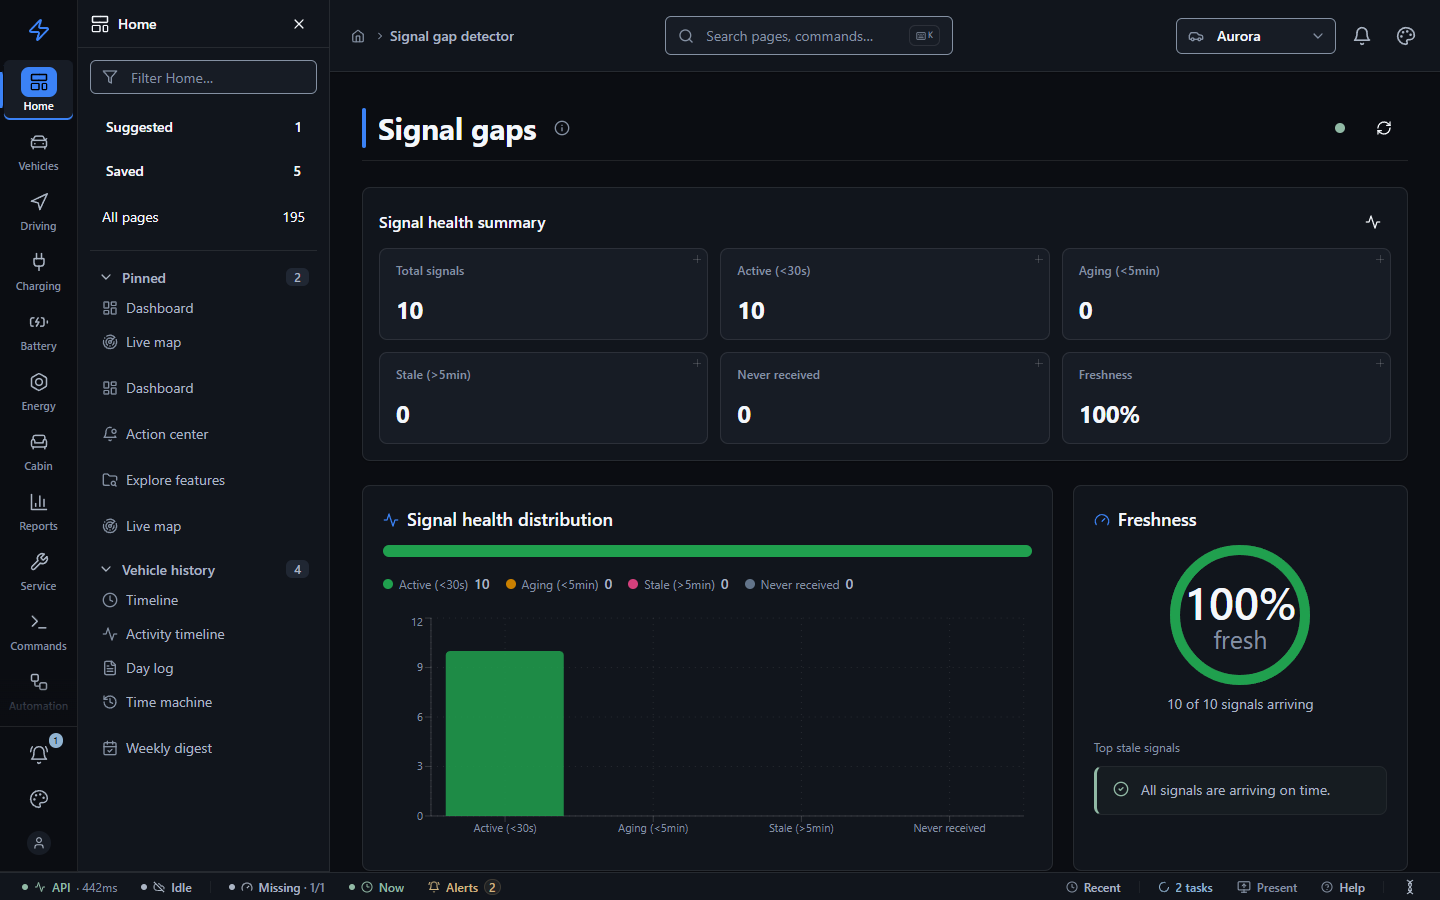 Home
Vehicles
Driving
Charging
Battery
Energy
Cabin
Reports
Service
Commands
Automation
1
Home
Filter Home...
Suggested 1
Saved 5
All pages 195
Pinned 2
Dashboard
Live map
Dashboard
Action center
Explore features
Live map
Vehicle history 4
Timeline
Activity timeline
Day log
Time machine
Weekly digest
Signal gap detector
Search pages, commands... K
Aurora
Signal gaps
Signal health summary
Total signals
10
Active (<30s)
10
Aging (<5min)
0
Stale (>5min)
0
Never received
0
Freshness
100%
Signal health distribution
Active (<30s) 10 Aging (<5min) 0 Stale (>5min) 0 Never received 0
12
9
6
3
0
Active (<30s) Aging (<5min) Stale (>5min) Never received
Freshness
100%
fresh
10 of 10 signals arriving
Top stale signals
All signals are arriving on time.
API · 442ms Idle Missing · 1/1 Now Alerts 2 Recent 2 tasks Present Help